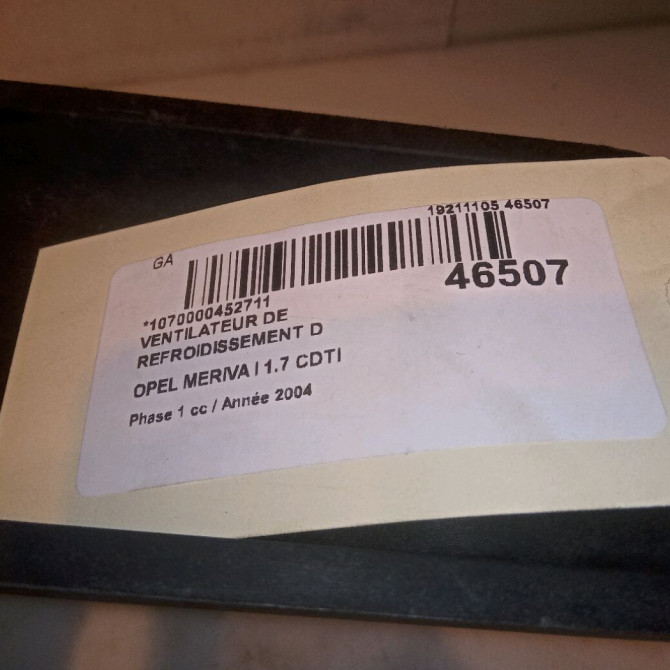 19211105 46507
GA
46507
*1070000452711
VENTILATEUR DE
REFROIDISSEMENT D
OPEL MERIVA I 1.7 CDTI
Phase 1 cc / Année 2004